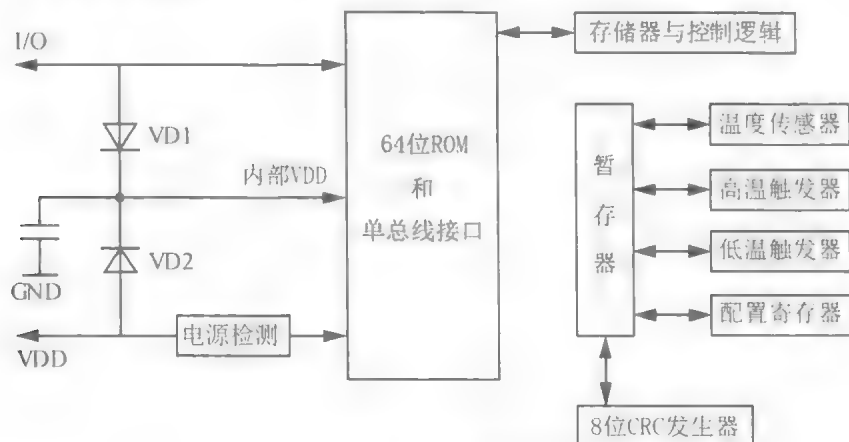 I/O
VD1
内部VDD
VD2
GND
VDD
电源检测
64位ROM
和
单总线接口
存储器与控制逻辑
暂存器
温度传感器
高温触发器
低温触发器
配置寄存器
8位CRC发生器